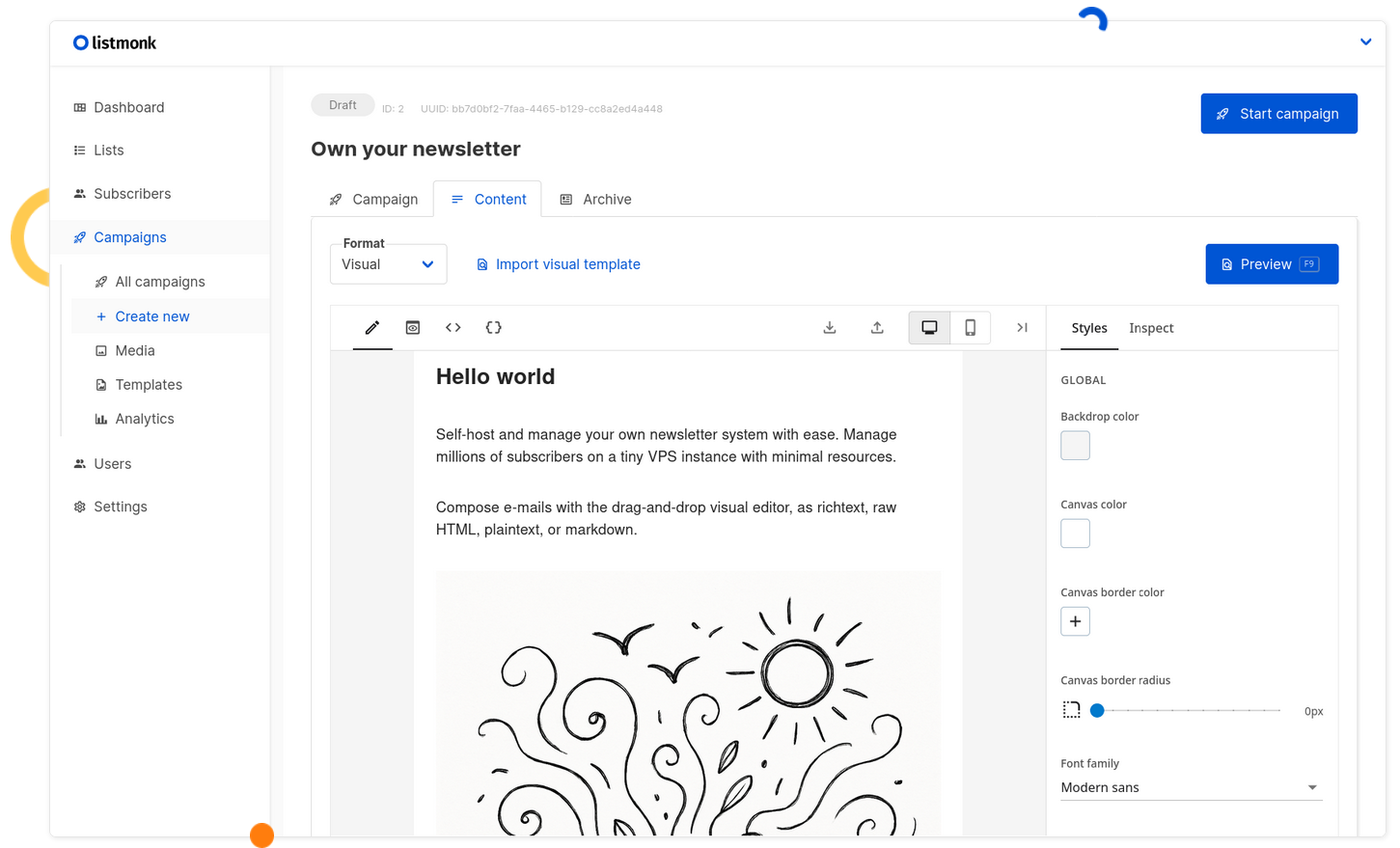 listmonk
Dashboard
Lists
Subscribers
Campaigns
All campaigns
Create new
Media
Templates
Analytics
Users
Settings
Draft ID: 2 UUID: bb7d0bf2-7faa-4465-b129-cc8a2ed4a448
Start campaign
Own your newsletter
Campaign Content Archive
Format
Visual
Import visual template
Preview F9
Styles Inspect
Hello world
Self-host and manage your own newsletter system with ease. Manage
millions of subscribers on a tiny VPS instance with minimal resources.
Compose e-mails with the drag-and-drop visual editor, as richtext, raw
HTML, plaintext, or markdown.
GLOBAL
Backdrop color
Canvas color
Canvas border color
Canvas border radius
0px
Font family
Modern sans